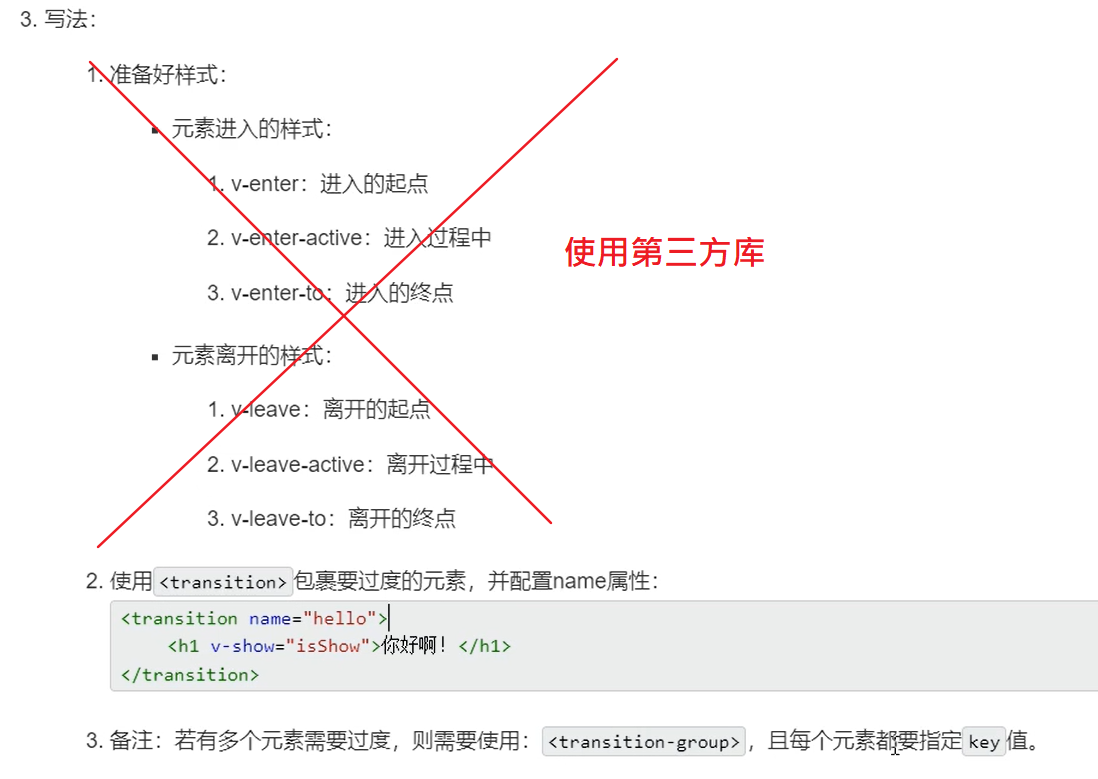 3. 写法：
1. 准备好样式：
▪ 元素进入的样式：
1. v-enter：进入的起点
2. v-enter-active：进入过程中
使用第三方库
3. v-enter-to：进入的终点
▪ 元素离开的样式：
1. v-leave：离开的起点
2. v-leave-active：离开过程中
3. v-leave-to：离开的终点
2. 使用<transition>包裹要过度的元素，并配置name属性：
<transition name="hello">
<h1 v-show="isShow">你好啊！</h1>
</transition>
3. 备注：若有多个元素需要过度，则需要使用：<transition-group>，且每个元素都要指定key值。